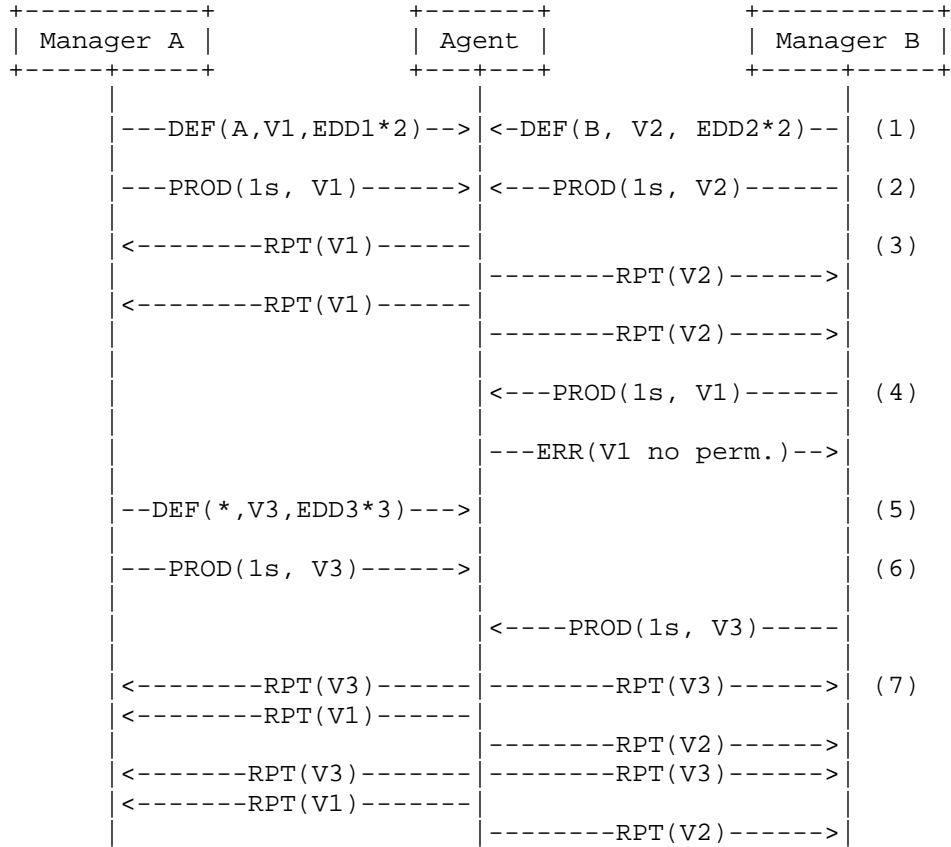 +-----------+ +-------+ +-----------+
| Manager A | | Agent | | Manager B |
+-----+-----+ +---+---+ +-----+-----+
| | |
|---DEF(A,V1,EDD1*2)-->|<-DEF(B, V2, EDD2*2)--| (1)
| | |
|---PROD(1s, V1)------>|<---PROD(1s, V2)------| (2)
| | |
|<--------RPT(V1)------| | (3)
| |--------RPT(V2)------>|
|<--------RPT(V1)------| |
| |--------RPT(V2)------>|
| | |
| |<---PROD(1s, V1)------| (4)
| | |
| |---ERR(V1 no perm.)-->|
| | |
|--DEF(*,V3,EDD3*3)--->| | (5)
| | |
|---PROD(1s, V3)------>| | (6)
| | |
| |<----PROD(1s, V3)-----|
| | |
|<--------RPT(V3)------|--------RPT(V3)------>| (7)
|<--------RPT(V1)------| |
| |--------RPT(V2)------>|
|<-------RPT(V3)-------|--------RPT(V3)------>|
|<-------RPT(V1)-------| |
| |--------RPT(V2)------>|